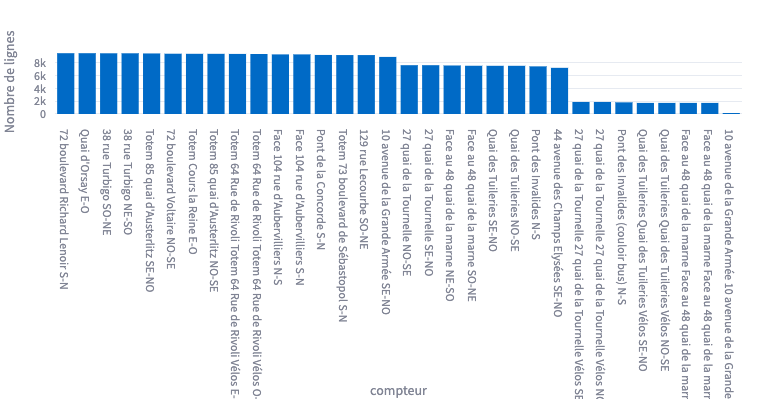 Nombre de lignes
8k
6k
4k
2k
0
72 boulevard Richard Lenoir S-N
Quai d'Orsay E-O
38 rue Turbigo SO-NE
38 rue Turbigo NE-SO
Totem 85 quai d'Austerlitz SE-NO
72 boulevard Voltaire NO-SE
Totem Cours la Reine E-O
Totem 85 quai d'Austerlitz NO-SE
Totem 64 Rue de Rivoli Totem 64 Rue de Rivoli Vélos E-
Totem 64 Rue de Rivoli Totem 64 Rue de Rivoli Vélos O-
Face 104 rue d'Aubervilliers N-S
Face 104 rue d'Aubervilliers S-N
Pont de la Concorde S-N
Totem 73 boulevard de Sébastopol S-N
129 rue Lecourbe SO-NE
10 avenue de la Grande Armée SE-NO
27 quai de la Tournelle NO-SE
27 quai de la Tournelle SE-NO
Face au 48 quai de la marne NE-SO
Face au 48 quai de la marne SO-NE
Quai des Tuileries SE-NO
Quai des Tuileries NO-SE
Pont des Invalides N-S
44 avenue des Champs Elysées SE-NO
27 quai de la Tournelle 27 quai de la Tournelle Vélos SE
27 quai de la Tournelle 27 quai de la Tournelle Vélos NO
Pont des Invalides (couloir bus) N-S
Quai des Tuileries Quai des Tuileries Vélos SE-NO
Quai des Tuileries Quai des Tuileries Vélos NO-SE
Face au 48 quai de la marne Face au 48 quai de la marr
Face au 48 quai de la marne Face au 48 quai de la marr
10 avenue de la Grande Armée 10 avenue de la Grande
compteur